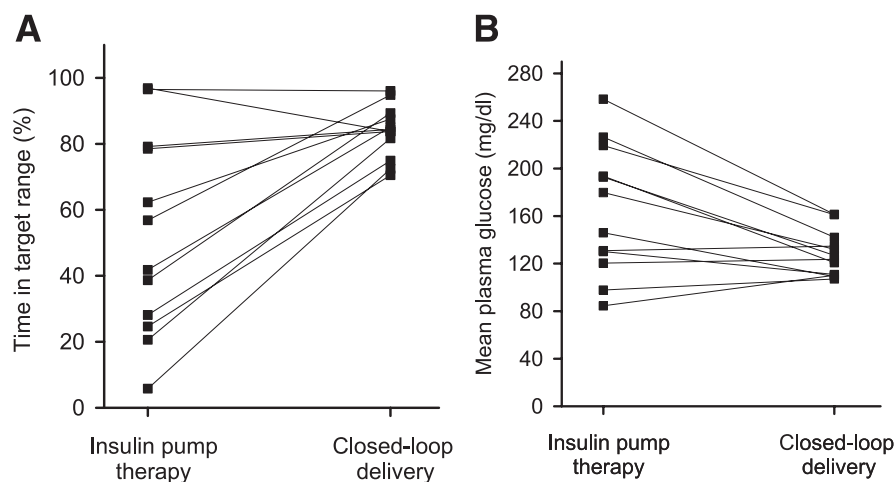 A
Time in target range (%)
100
80
60
40
20
0
Insulin pump
therapy
Closed-loop
delivery
B
Mean plasma glucose (mg/dl)
280
240
200
160
120
80
40
0
Insulin pump
therapy
Closed-loop
delivery